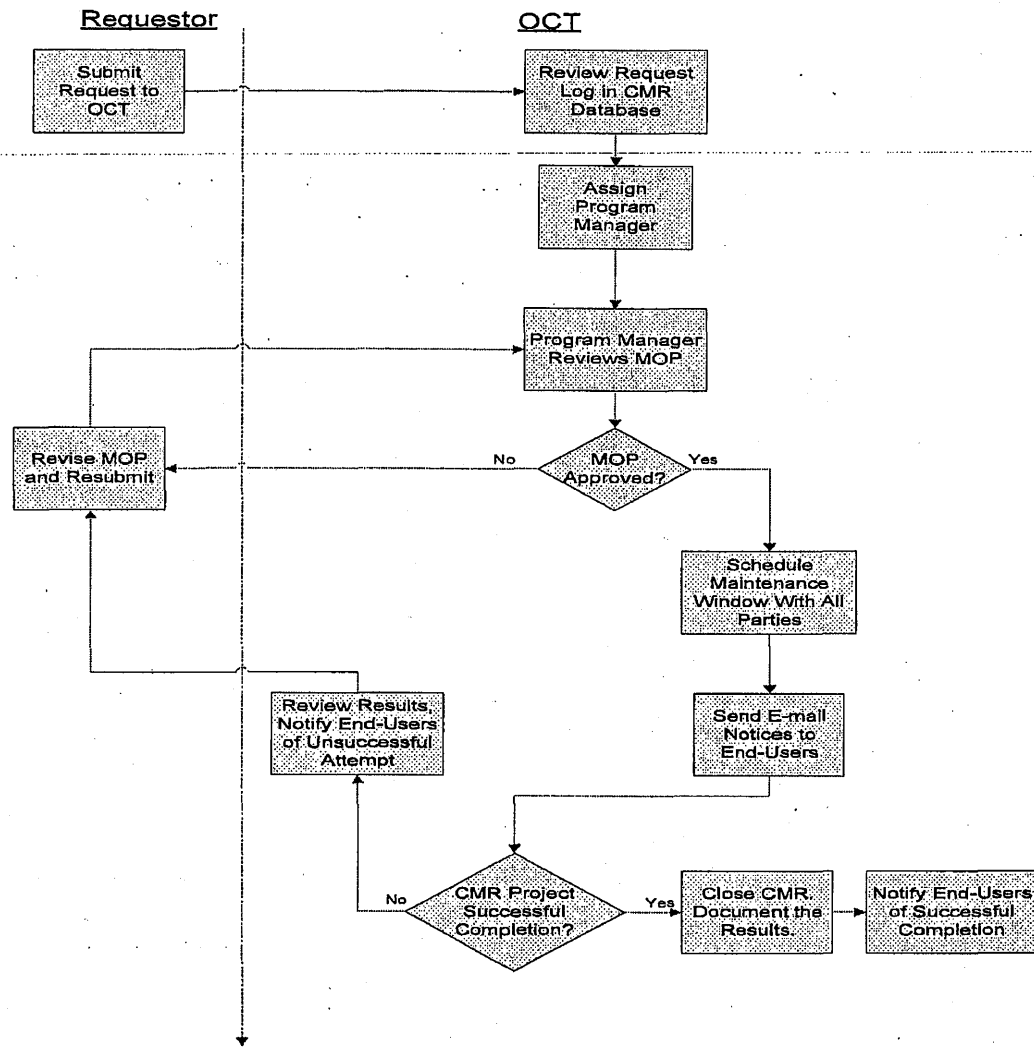 Requestor
OCT
Submit
Request to
OCT
Review Request
Log in CMR
Database
Assign
Program
Manager
Program Manager
Reviews MOP
Revise MOP
and Resubmit
No
MOP
Approved?
Yes
Schedule
Maintenance
Window With All
Parties
Review Results,
Notify End-Users
of Unsuccessful
Attempt
Send E-mail
Notices to
End-Users
No
CMR Project
Successful
Completion?
Yes
Close CMR.
Document the
Results.
Notify End-Users
of Successful
Completion